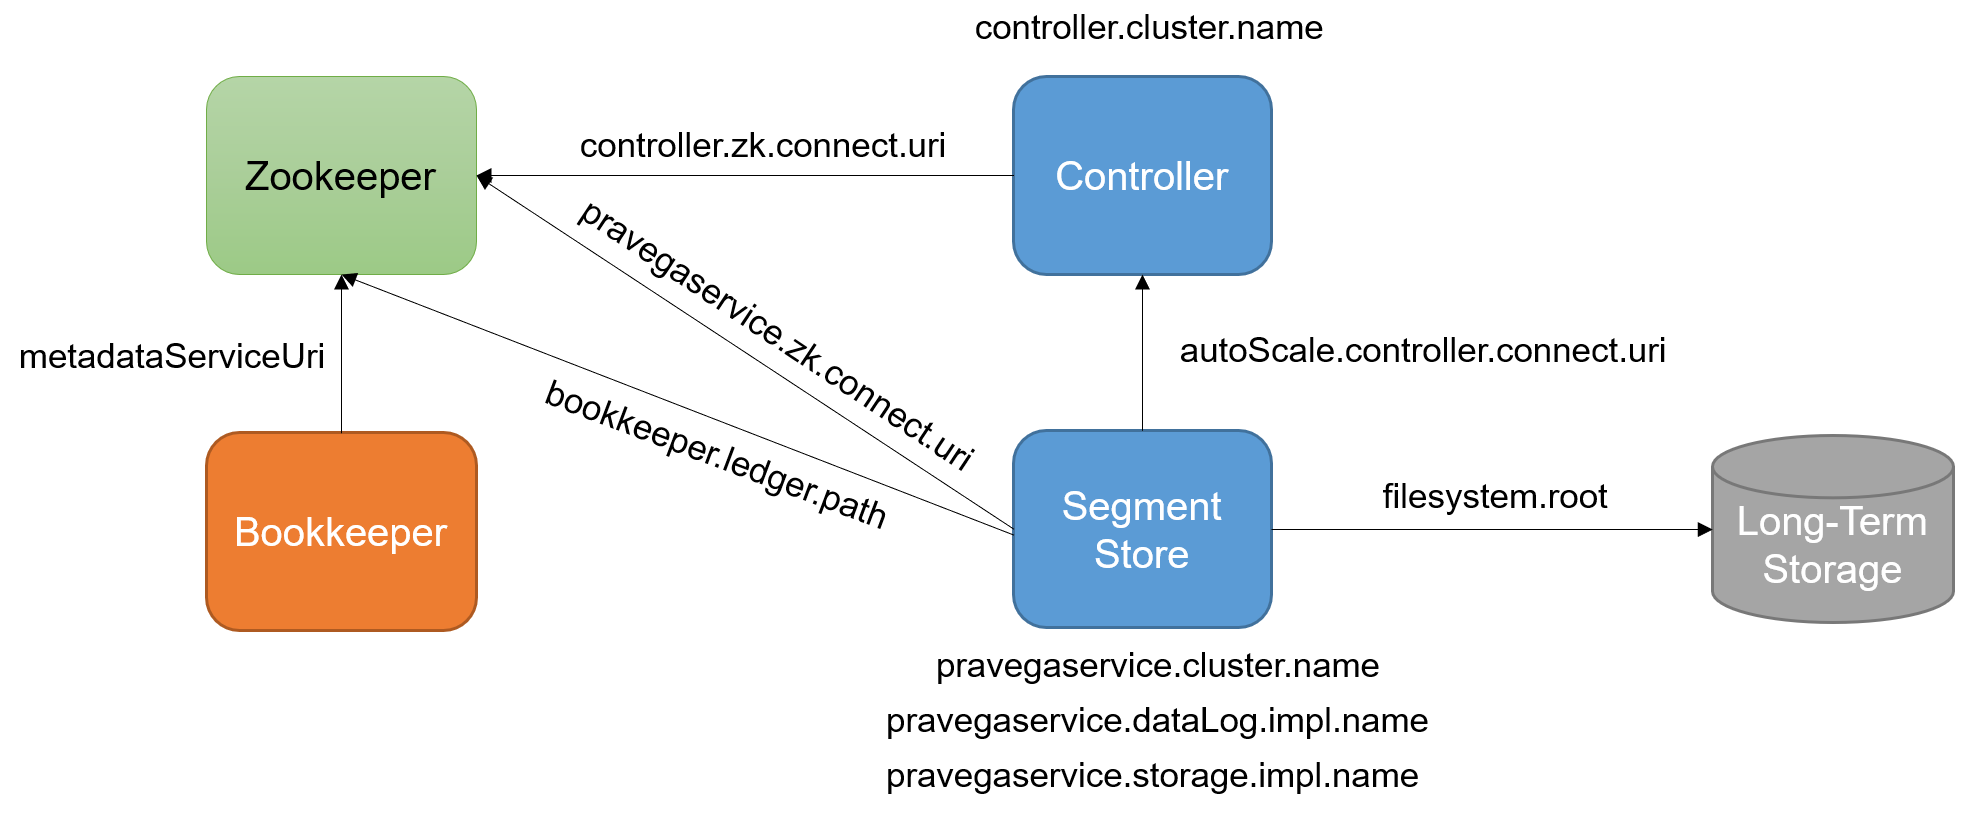 controller.cluster.name
Zookeeper
controller.zk.connect.uri
Controller
pravegaservice.zk.connect.uri
metadataServiceUri
autoScale.controller.connect.uri
bookkeeper.ledger.path
Bookkeeper
Segment
Store
filesystem.root
Long-Term
Storage
pravegaservice.cluster.name
pravegaservice.dataLog.impl.name
pravegaservice.storage.impl.name